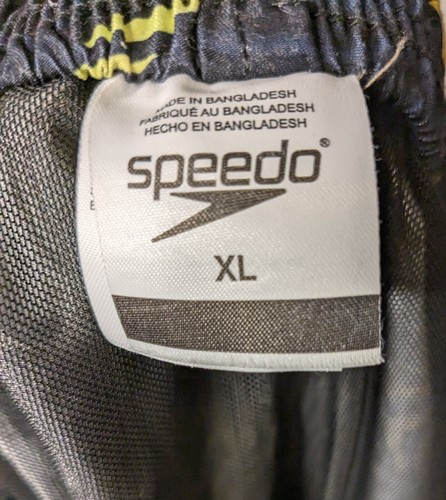 MADE IN BANGLADESH
FABRIQUÉ AU BANGLADESH
HECHO EN BANGLADESH
speedo®
XL